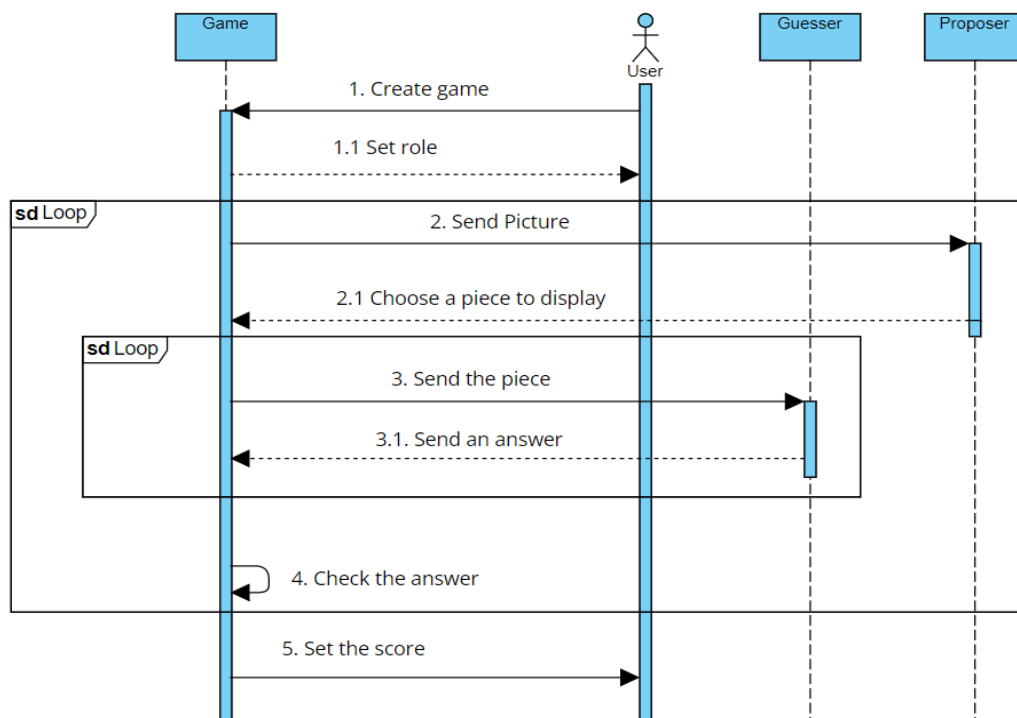 Game
User
Guesser
Proposer
1. Create game
1.1 Set role
sd Loop
2. Send Picture
2.1 Choose a piece to display
sd Loop
3. Send the piece
3.1. Send an answer
4. Check the answer
5. Set the score